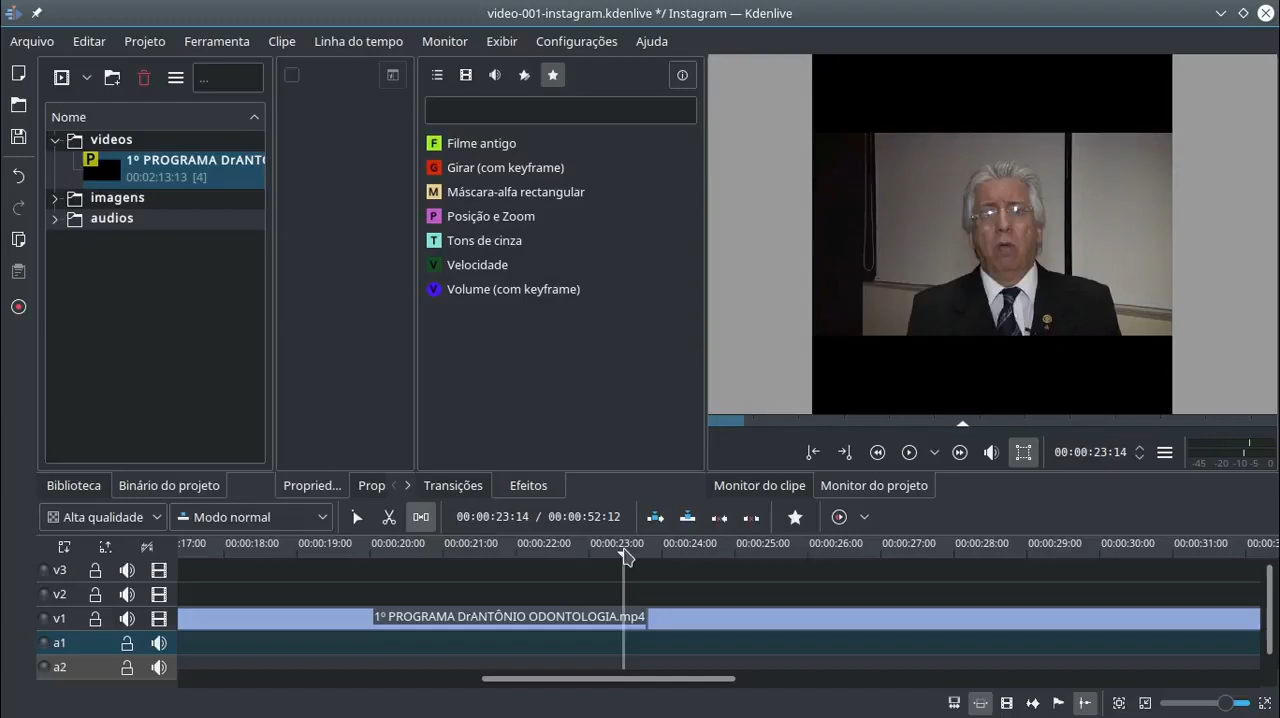 video-001-instagram.kdenlive */ Instagram — Kdenlive
Arquivo Editar Projeto Ferramenta Clipe Linha do tempo Monitor Exibir Configurações Ajuda
...
Nome
videos
1º PROGRAMA DrANTÔ
00:02:13:13 [4]
imagens
audios
F Filme antigo
G Girar (com keyframe)
M Máscara-alfa rectangular
P Posição e Zoom
T Tons de cinza
V Velocidade
V Volume (com keyframe)
00:00:23:14
-45 -20 -10 -5 0
Biblioteca Binário do projeto Propried... Prop Transições Efeitos Monitor do clipe Monitor do projeto
Alta qualidade Modo normal 00:00:23:14 / 00:00:52:12
:17:00 00:00:18:00 00:00:19:00 00:00:20:00 00:00:21:00 00:00:22:00 00:00:23:00 00:00:24:00 00:00:25:00 00:00:26:00 00:00:27:00 00:00:28:00 00:00:29:00 00:00:30:00 00:00:31:00 00:00:3
v3
v2
v1 1º PROGRAMA DrANTÔNIO ODONTOLOGIA.mp4
a1
a2